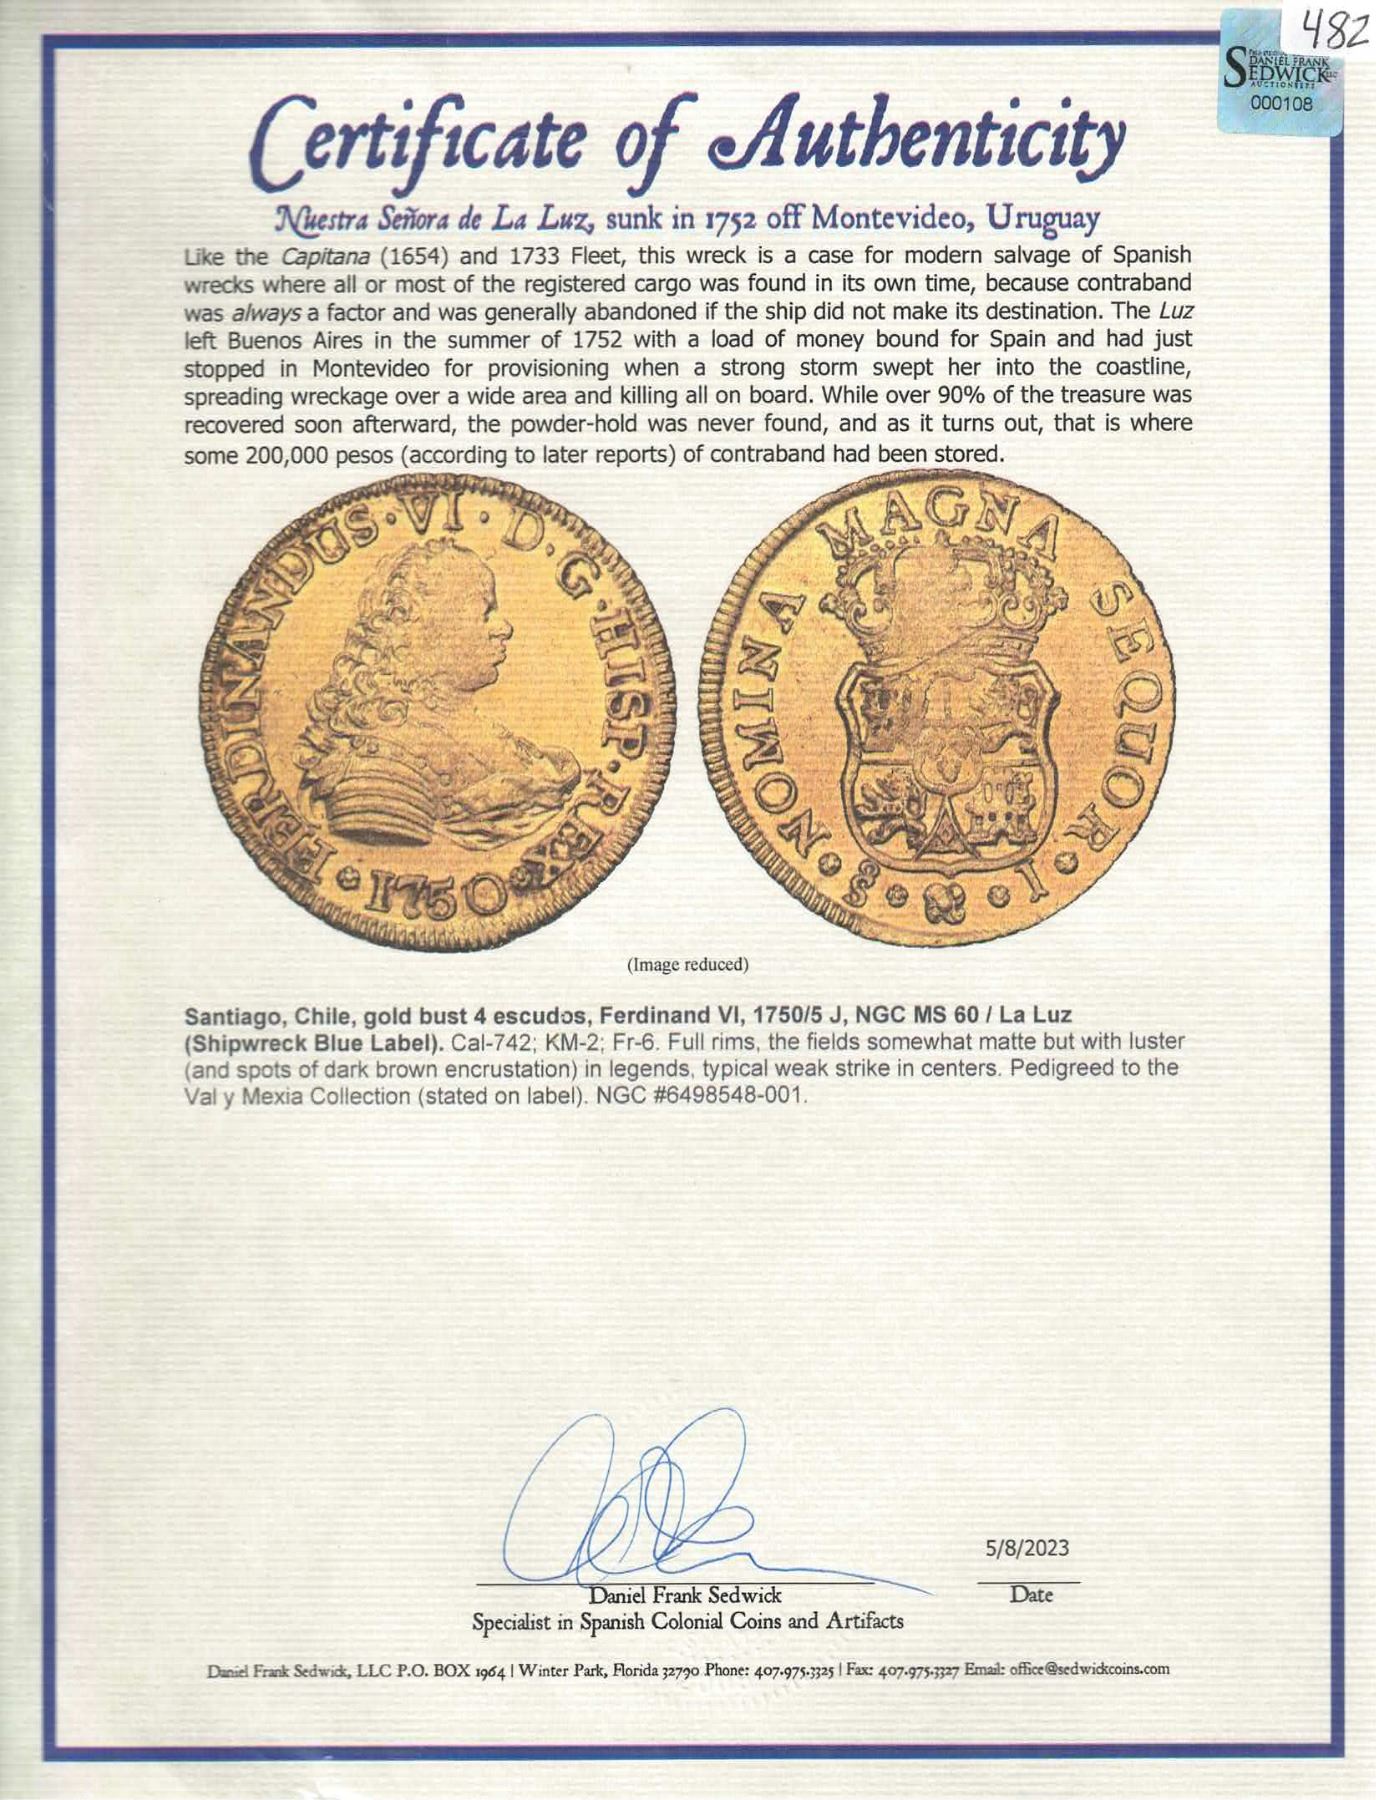 482
DANIEL FRANK
SEDWICK LLC
AUCTIONEERS
000108
Certificate of Authenticity
Nuestra Señora de La Luz, sunk in 1752 off Montevideo, Uruguay
Like the Capitana (1654) and 1733 Fleet, this wreck is a case for modern salvage of Spanish
wrecks where all or most of the registered cargo was found in its own time, because contraband
was always a factor and was generally abandoned if the ship did not make its destination. The Luz
left Buenos Aires in the summer of 1752 with a load of money bound for Spain and had just
stopped in Montevideo for provisioning when a strong storm swept her into the coastline,
spreading wreckage over a wide area and killing all on board. While over 90% of the treasure was
recovered soon afterward, the powder-hold was never found, and as it turns out, that is where
some 200,000 pesos (according to later reports) of contraband had been stored.
FERDINANDUS·VI·D·G·HISP·REX
1750
NOMINA MAGNA SEQUOR
I
(Image reduced)
Santiago, Chile, gold bust 4 escudos, Ferdinand VI, 1750/5 J, NGC MS 60 / La Luz
(Shipwreck Blue Label). Cal-742; KM-2; Fr-6. Full rims, the fields somewhat matte but with luster
(and spots of dark brown encrustation) in legends, typical weak strike in centers. Pedigreed to the
Val y Mexia Collection (stated on label). NGC #6498548-001.
5/8/2023
Daniel Frank Sedwick
Date
Specialist in Spanish Colonial Coins and Artifacts
Daniel Frank Sedwick, LLC P.O. BOX 1964 | Winter Park, Florida 32790 Phone: 407.975.3325 | Fax: 407.975.3327 Email: office@sedwickcoins.com